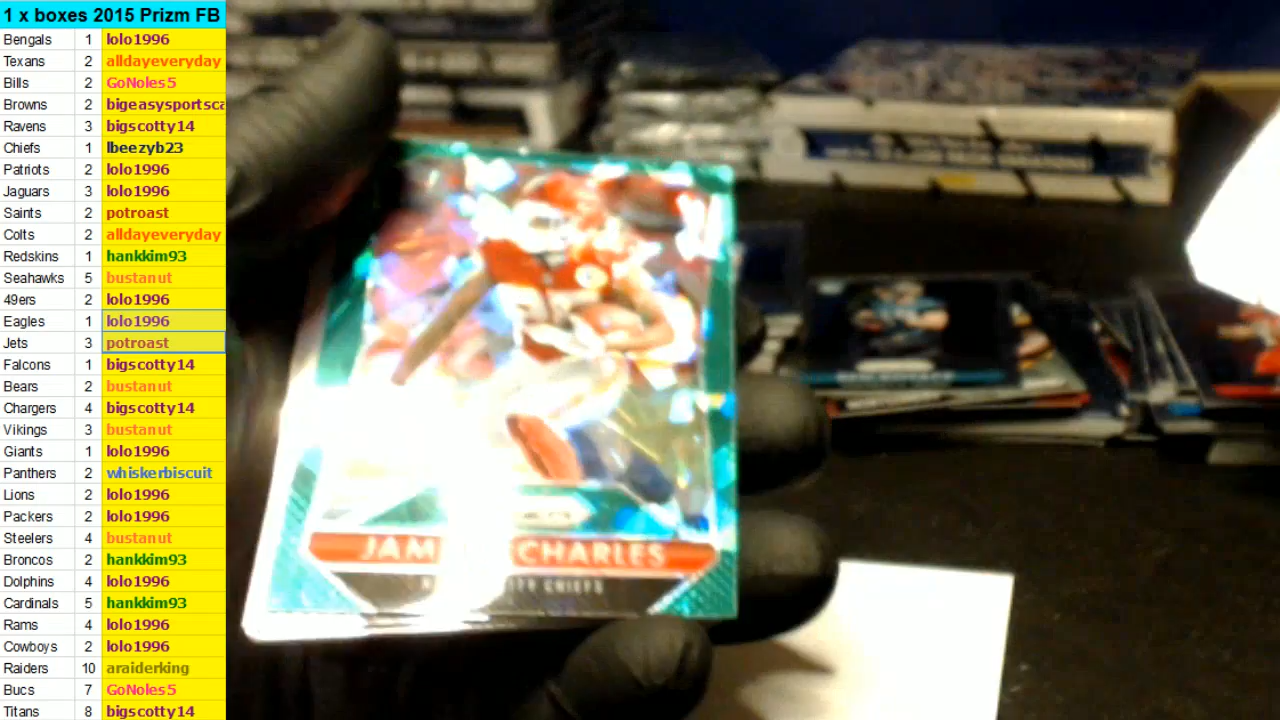 1 x boxes 2015 Prizm FB
Bengals 1 lolo1996
Texans 2 alldayeveryday
Bills 2 GoNoles5
Browns 2 bigeasysportsca
Ravens 3 bigscotty14
Chiefs 1 lbeezyb23
Patriots 2 lolo1996
Jaguars 3 lolo1996
Saints 2 potroast
Colts 2 alldayeveryday
Redskins 1 hankkim93
Seahawks 5 bustanut
49ers 2 lolo1996
Eagles 1 lolo1996
Jets 3 potroast
Falcons 1 bigscotty14
Bears 2 bustanut
Chargers 4 bigscotty14
Vikings 3 bustanut
Giants 1 lolo1996
Panthers 2 whiskerbiscuit
Lions 2 lolo1996
Packers 2 lolo1996
Steelers 4 bustanut
Broncos 2 hankkim93
Dolphins 4 lolo1996
Cardinals 5 hankkim93
Rams 4 lolo1996
Cowboys 2 lolo1996
Raiders 10 araiderking
Bucs 7 GoNoles5
Titans 8 bigscotty14
CHARLES
CHIEFS